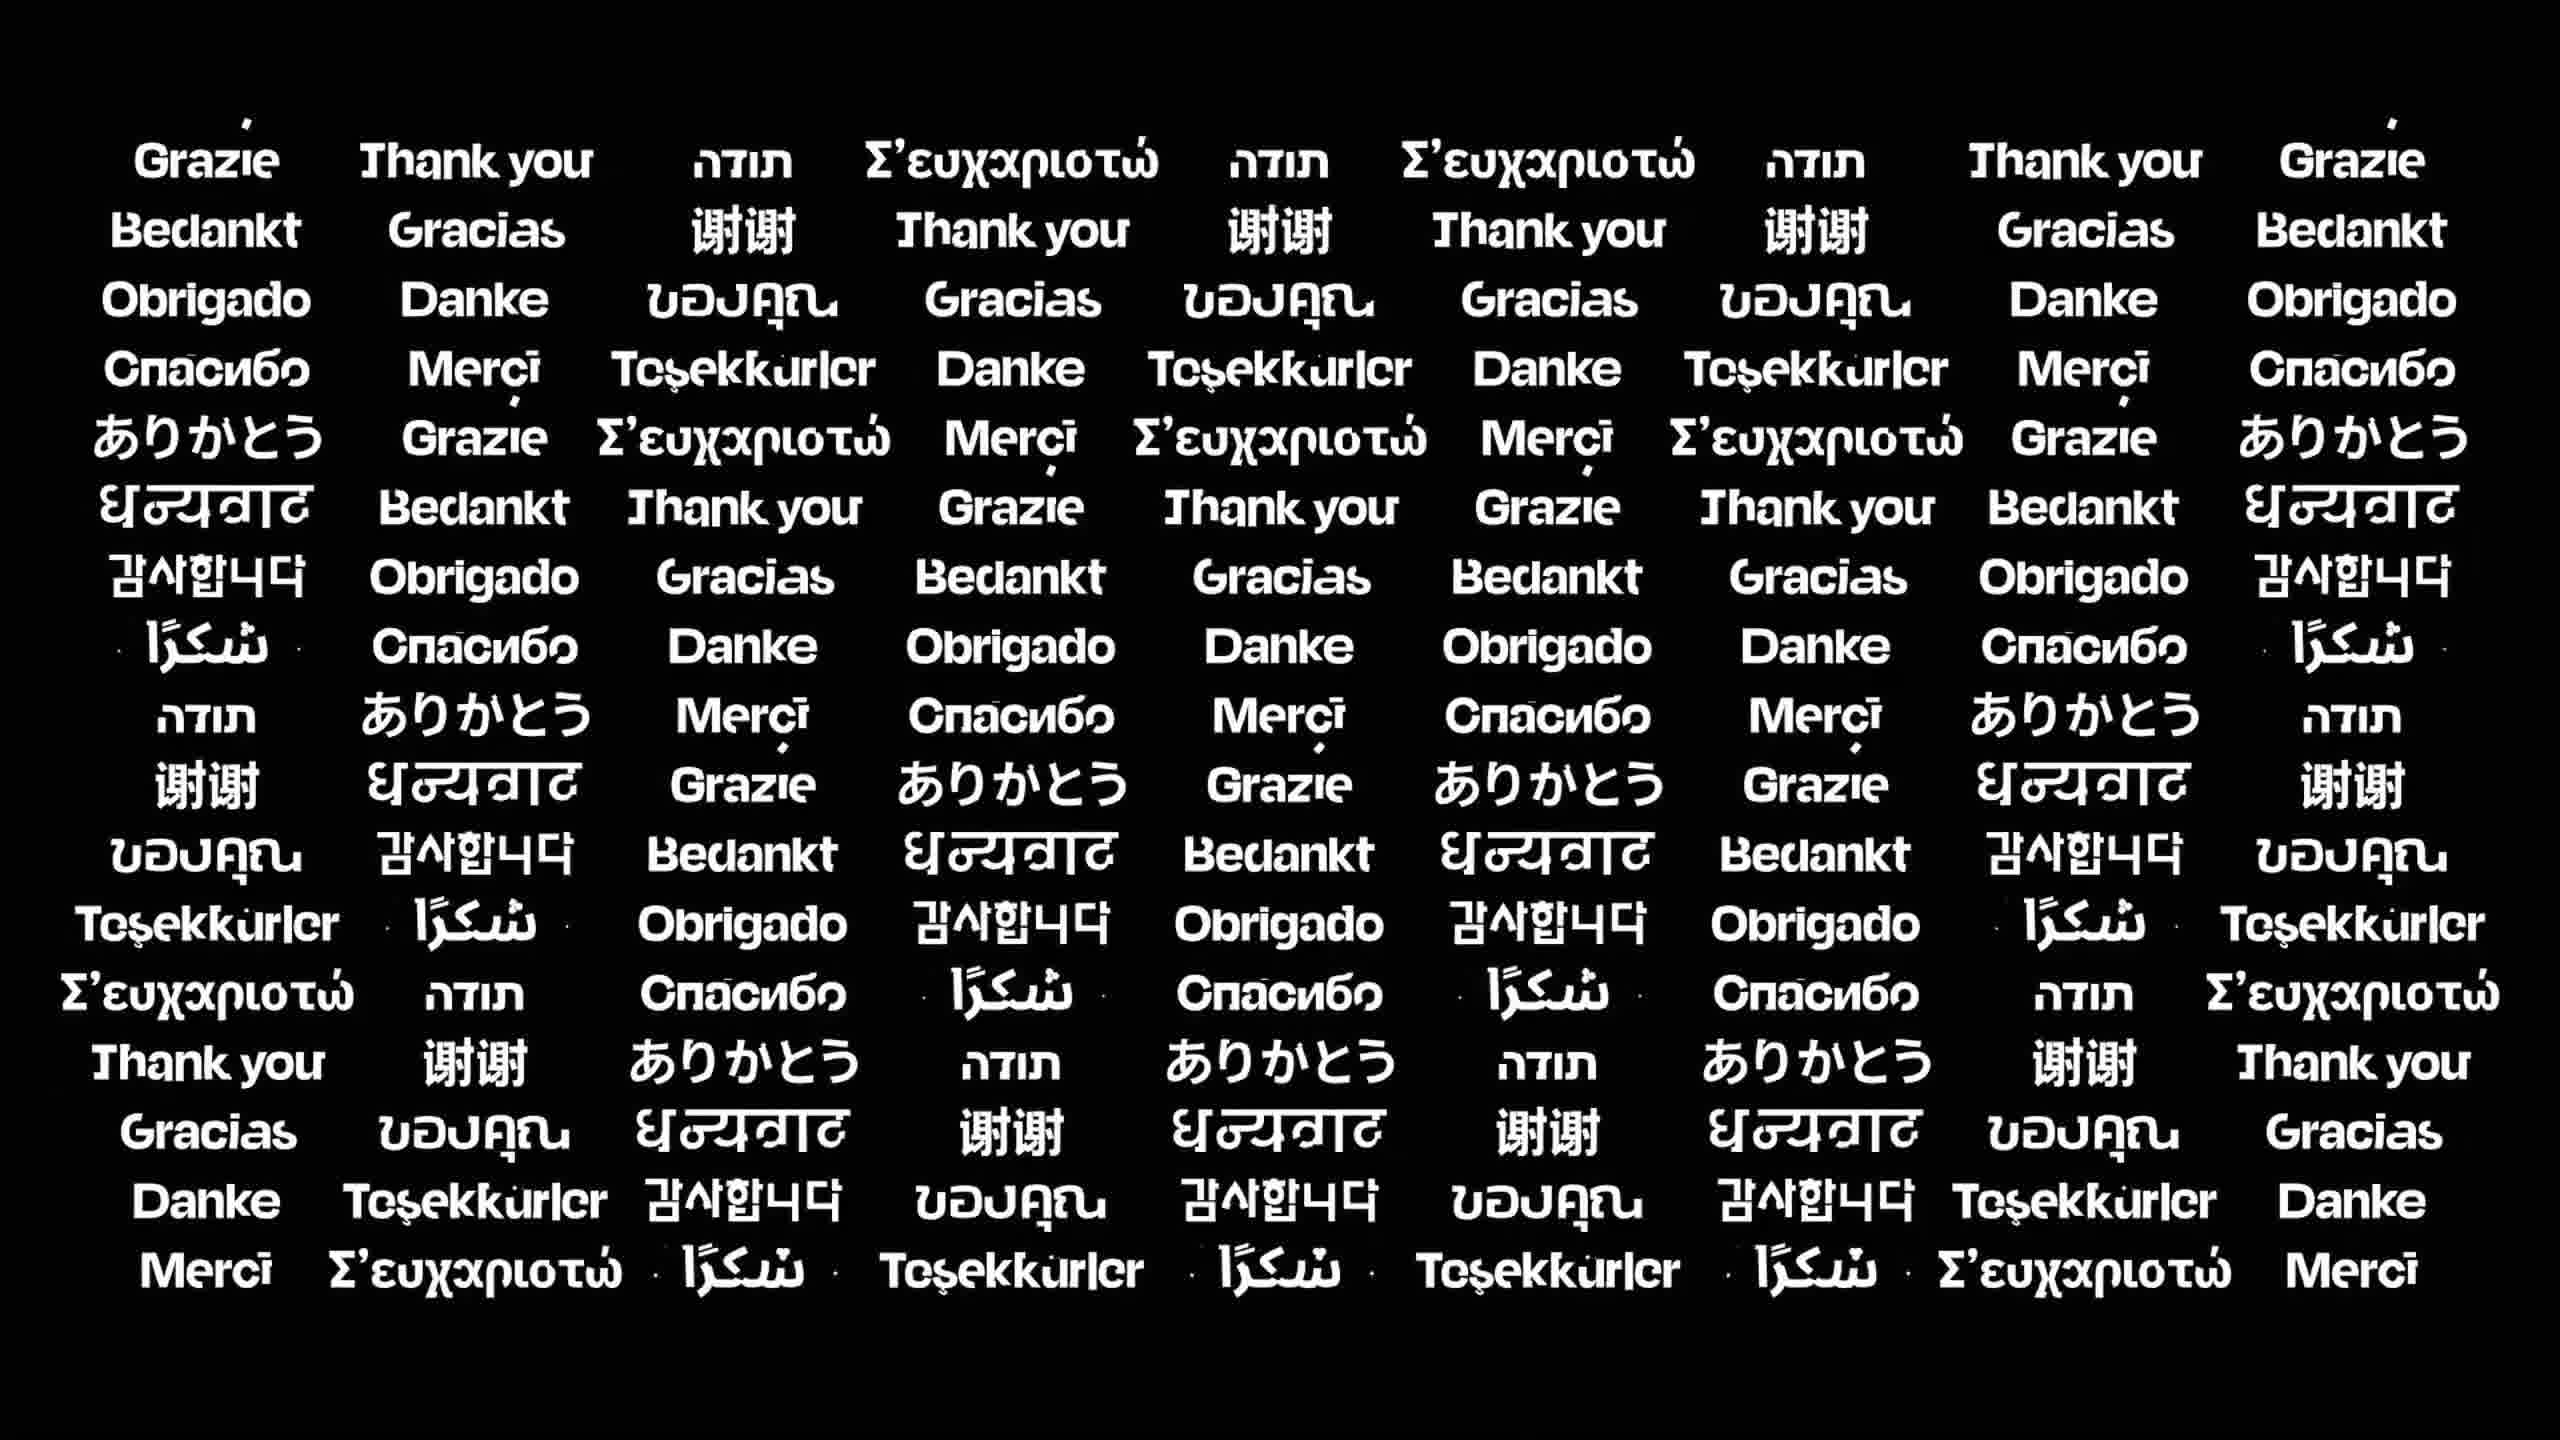 Grazie Thank you תודה Σ’ευχαριστώ תודה Σ’ευχαριστώ תודה Thank you Grazie
Bedankt Gracias 谢谢 Thank you 谢谢 Thank you 谢谢 Gracias Bedankt
Obrigado Danke ขอบคุณ Gracias ขอบคุณ Gracias ขอบคุณ Danke Obrigado
Спасибо Merci Teşekkürler Danke Teşekkürler Danke Teşekkürler Merci Спасибо
ありがとう Grazie Σ’ευχαριστώ Merci Σ’ευχαριστώ Merci Σ’ευχαριστώ Grazie ありがとう
धन्यवाद Bedankt Thank you Grazie Thank you Grazie Thank you Bedankt धन्यवाद
감사합니다 Obrigado Gracias Bedankt Gracias Bedankt Gracias Obrigado 감사합니다
شكرًا Спасибо Danke Obrigado Danke Obrigado Danke Спасибо شكرًا
תודה ありがとう Merci Спасибо Merci Спасибо Merci ありがとう תודה
谢谢 धन्यवाद Grazie ありがとう Grazie ありがとう Grazie धन्यवाद 谢谢
ขอบคุณ 감사합니다 Bedankt धन्यवाद Bedankt धन्यवाद Bedankt 감사합니다 ขอบคุณ
Teşekkürler شكرًا Obrigado 감사합니다 Obrigado 감사합니다 Obrigado شكرًا Teşekkürler
Σ’ευχαριστώ תודה Спасибо شكرًا Спасибо شكرًا Спасибо תודה Σ’ευχαριστώ
Thank you 谢谢 ありがとう תודה ありがとう תודה ありがとう 谢谢 Thank you
Gracias ขอบคุณ धन्यवाद 谢谢 धन्यवाद 谢谢 धन्यवाद ขอบคุณ Gracias
Danke Teşekkürler 감사합니다 ขอบคุณ 감사합니다 ขอบคุณ 감사합니다 Teşekkürler Danke
Merci Σ’ευχαριστώ شكرًا Teşekkürler شكرًا Teşekkürler شكرًا Σ’ευχαριστώ Merci